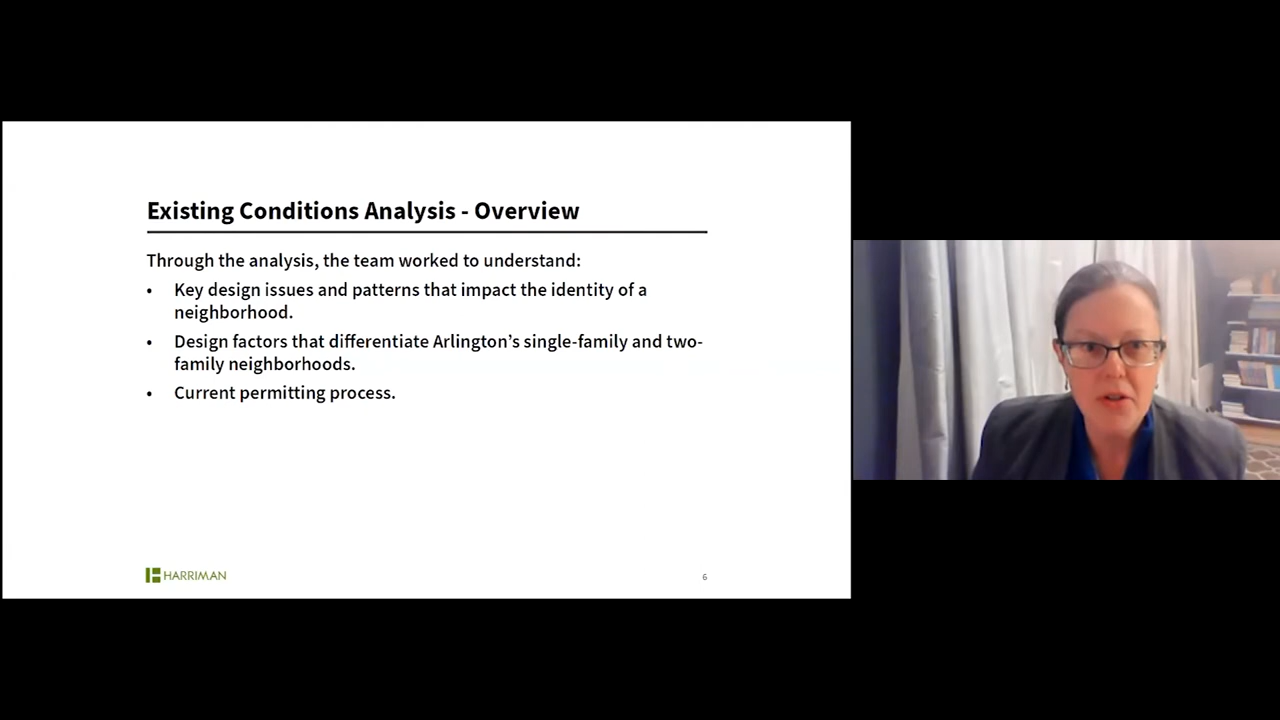 Existing Conditions Analysis - Overview
Through the analysis, the team worked to understand:
• Key design issues and patterns that impact the identity of a
neighborhood.
• Design factors that differentiate Arlington’s single-family and two-
family neighborhoods.
• Current permitting process.
HARRIMAN
6